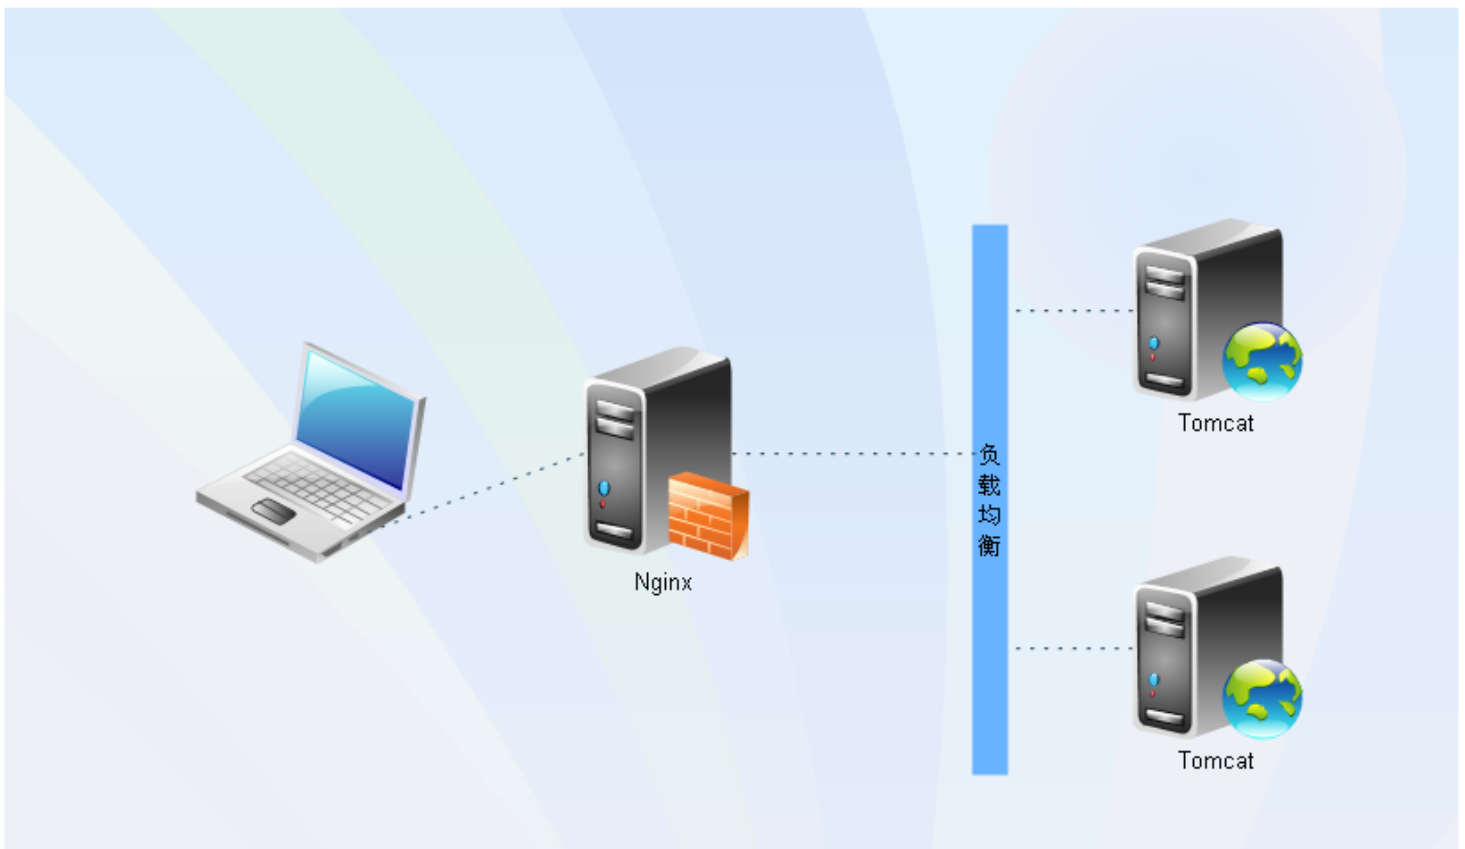 Nginx
负载均衡
Tomcat
Tomcat